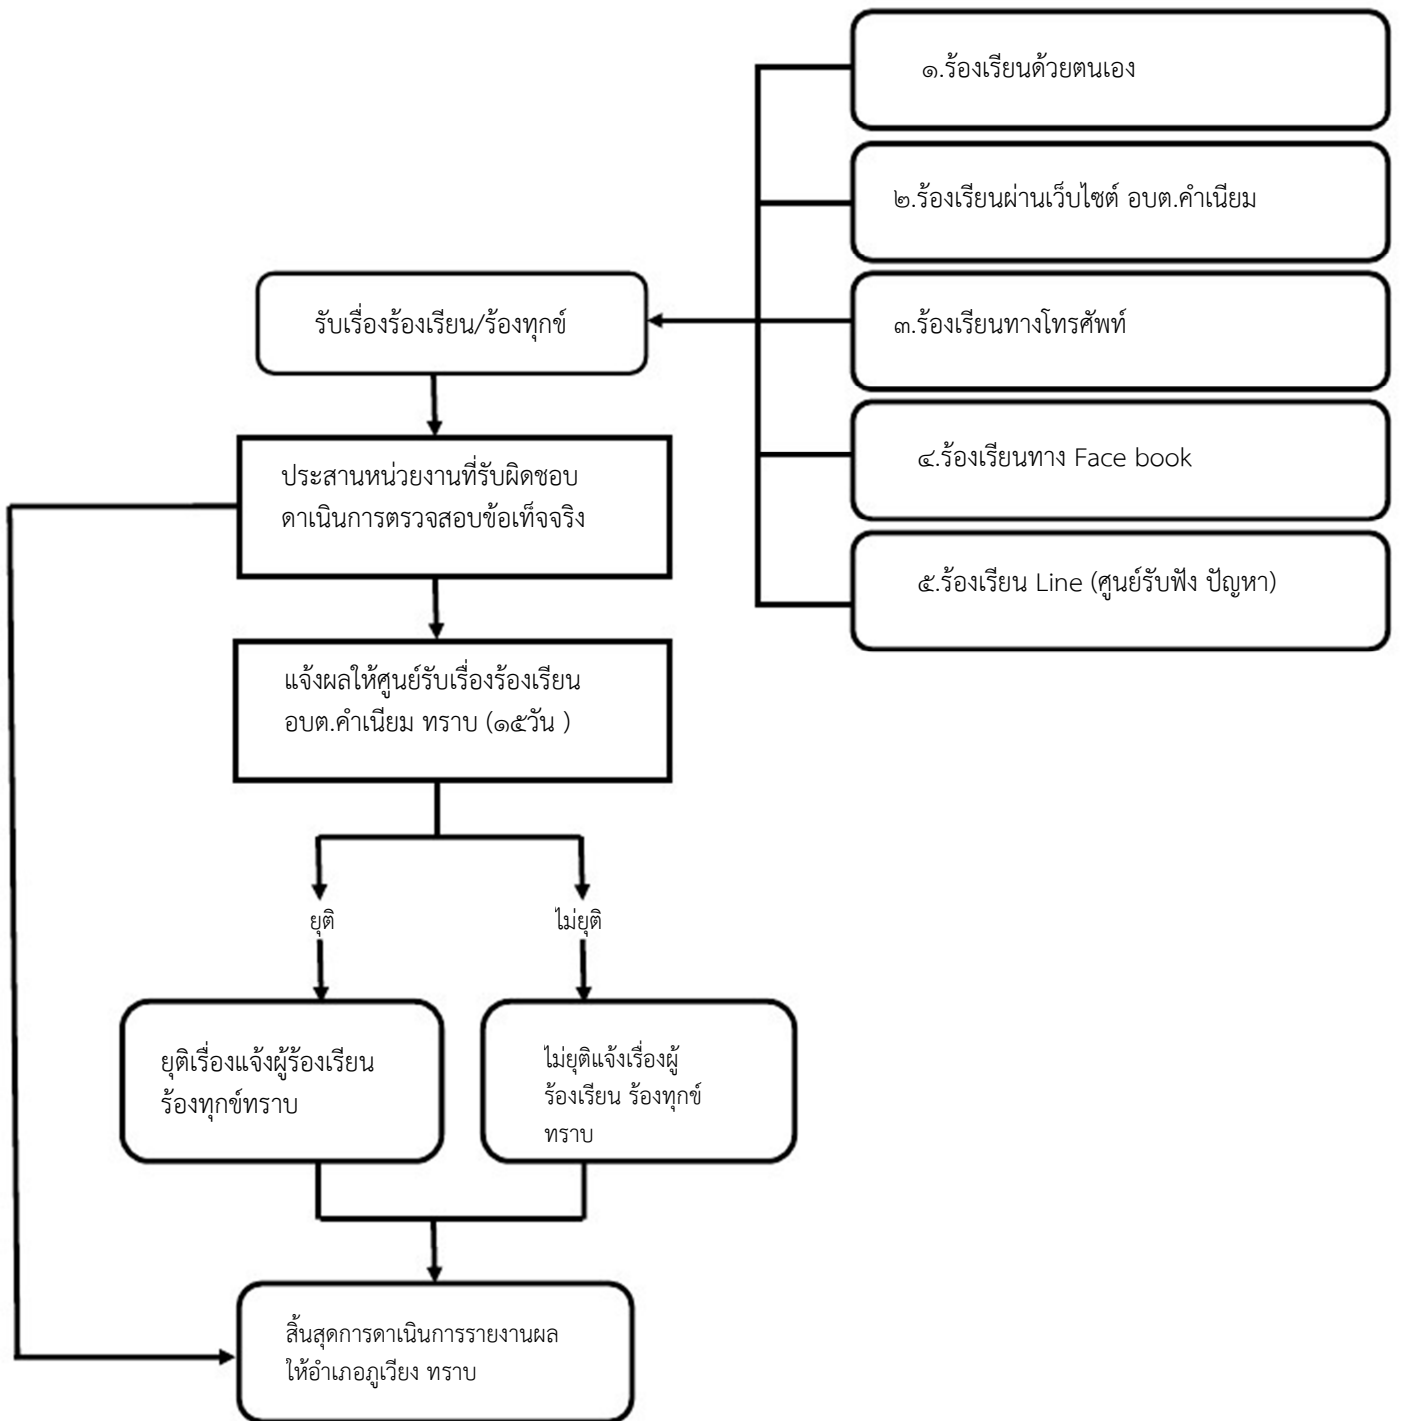 ๑.ร้องเรียนด้วยตนเอง
๒.ร้องเรียนผ่านเว็บไซต์ อบต.คำเนียม
รับเรื่องร้องเรียน/ร้องทุกข์
๓.ร้องเรียนทางโทรศัพท์
๔.ร้องเรียนทาง Face book
๕.ร้องเรียน Line (ศูนย์รับฟัง ปัญหา)
ประสานหน่วยงานที่รับผิดชอบ
ดาเนินการตรวจสอบข้อเท็จจริง
แจ้งผลให้ศูนย์รับเรื่องร้องเรียน
อบต.คำเนียม ทราบ (๑๕วัน )
ยุติ
ไม่ยุติ
ยุติเรื่องแจ้งผู้ร้องเรียน
ร้องทุกข์ทราบ
ไม่ยุติแจ้งเรื่องผู้
ร้องเรียน ร้องทุกข์
ทราบ
สิ้นสุดการดาเนินการรายงานผล
ให้อำเภอภูเวียง ทราบ